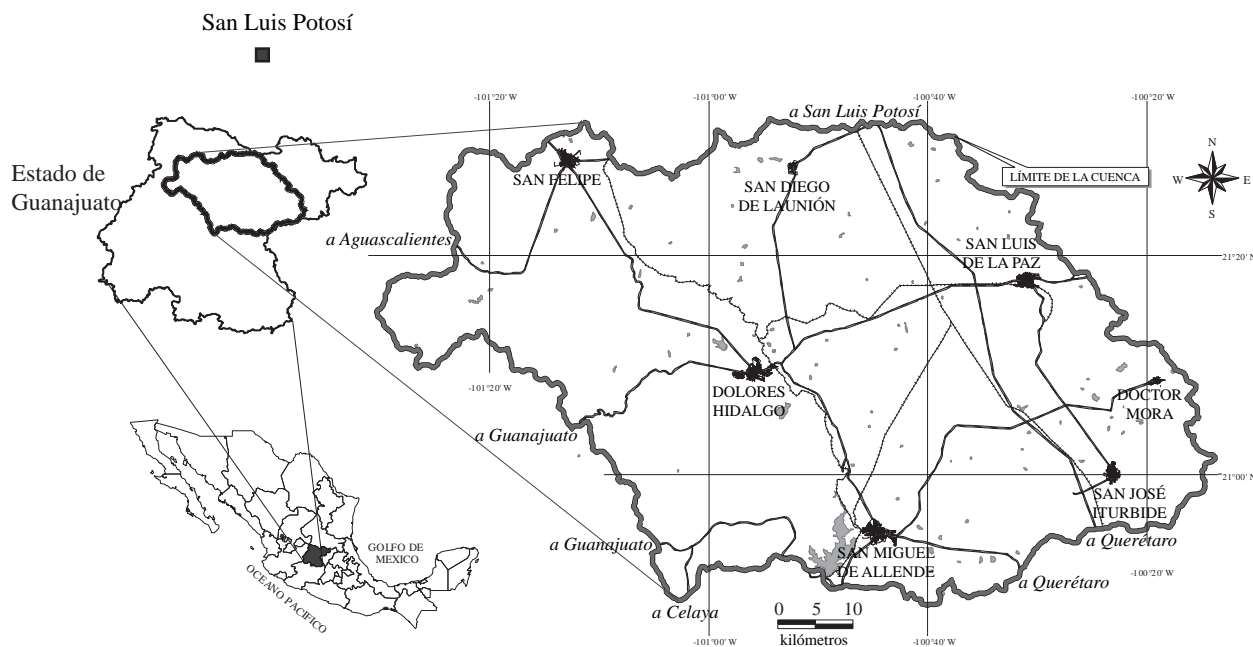 San Luis Potosí
Estado de
Guanajuato
-101°20' W
-101°00' W
-100°40' W
-100°20' W
a San Luis Potosí
LÍMITE DE LA CUENCA
N
W
E
S
SAN FELIPE
SAN DIEGO
DE LAUNIÓN
a Aguascalientes
SAN LUIS
DE LA PAZ
21°20' N
-101°20' W
DOLORES
HIDALGO
DOCTOR
MORA
a Guanajuato
21°00' N
SAN JOSÉ
ITURBIDE
a Guanajuato
a Querétaro
SAN MIGUEL
DE ALLENDE
-100°20' W
a Querétaro
a Celaya
GOLFO DE
MEXICO
OCEANO PACIFICO
0 5 10
kilómetros
-101°00' W
-100°40' W